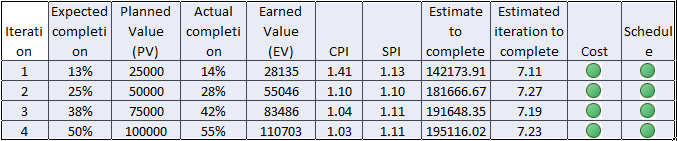 Iterati
on Expected
completi
on Planned
Value
(PV) Actual
completi
on Earned
Value
(EV) CPI SPI Estimate
to
complete Estimated
iteration to
complete Cost Schedul
e
1 13% 25000 14% 28135 1.41 1.13 142173.91 7.11
2 25% 50000 28% 55046 1.10 1.10 181666.67 7.27
3 38% 75000 42% 83486 1.04 1.11 191648.35 7.19
4 50% 100000 55% 110703 1.03 1.11 195116.02 7.23